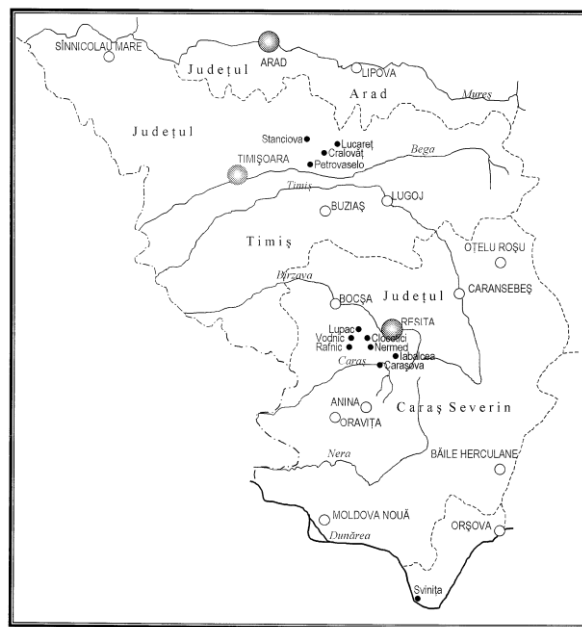 SÎNNICOLAU MARE
ARAD
LIPOVA
Județul
Arad
Mureș
Județul
Stanciova
Lucareț
Cralovăț
Petrovaselo
Bega
TIMIȘOARA
Timiș
BUZIAȘ
LUGOJ
Timiș
OȚELU ROȘU
Bîrzava
Județul
CARANSEBEȘ
BOCȘA
REȘIȚA
Lupac
Vodnic
Clocotici
Rafnic
Nermed
Iabalcea
Caraș
Carașova
ANINA
Caraș Severin
ORAVIȚA
Nera
BĂILE HERCULANE
MOLDOVA NOUĂ
Dunărea
ORȘOVA
Svinița